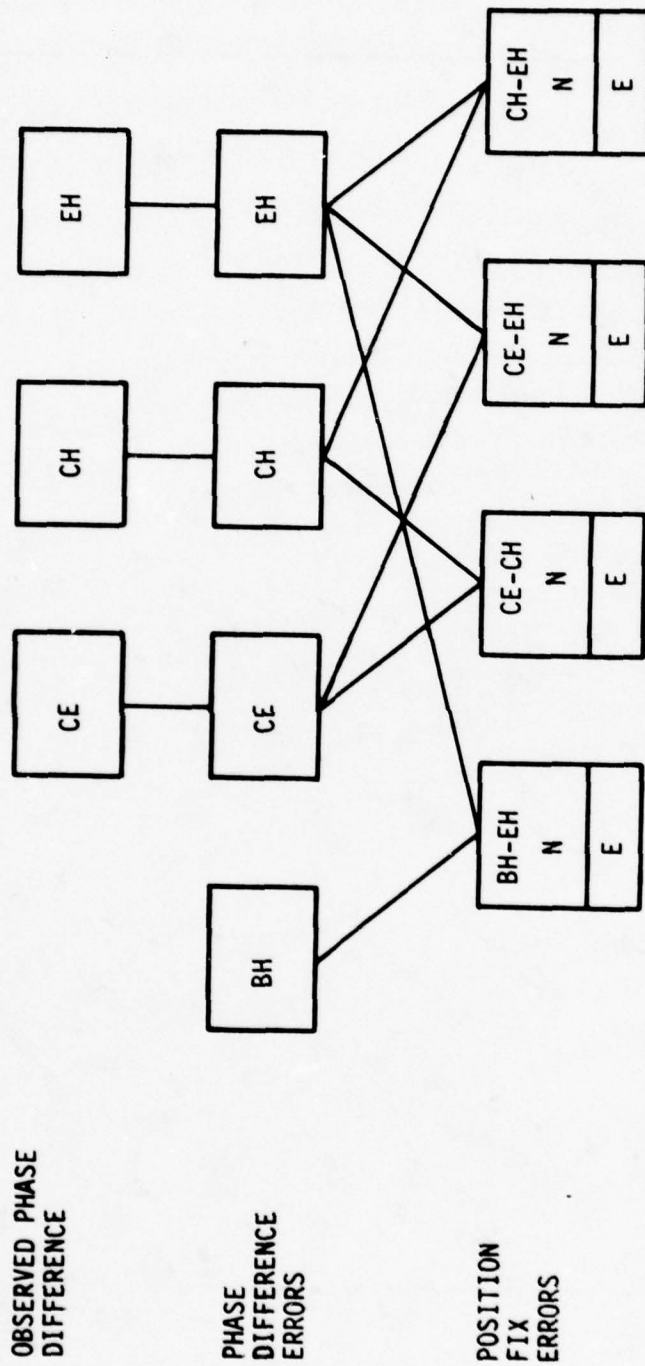 OBSERVED PHASE
DIFFERENCE
CE
CH
EH
PHASE
DIFFERENCE
ERRORS
BH
CE
CH
EH
POSITION
FIX
ERRORS
BH-EH
N
E
CE-CH
N
E
CE-EH
N
E
CH-EH
N
E